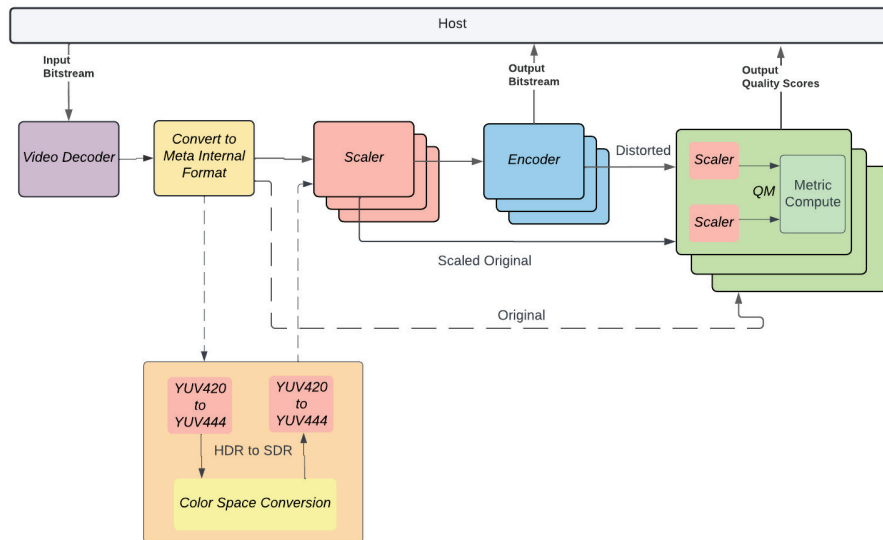 Host
Input
Bitstream
Output
Bitstream
Output
Quality Scores
Video Decoder
Convert to
Meta Internal
Format
Scaler
Encoder
Distorted
Scaler
QM
Metric
Compute
Scaler
Scaled Original
Original
YUV420
to
YUV444
YUV420
to
YUV444
HDR to SDR
Color Space Conversion